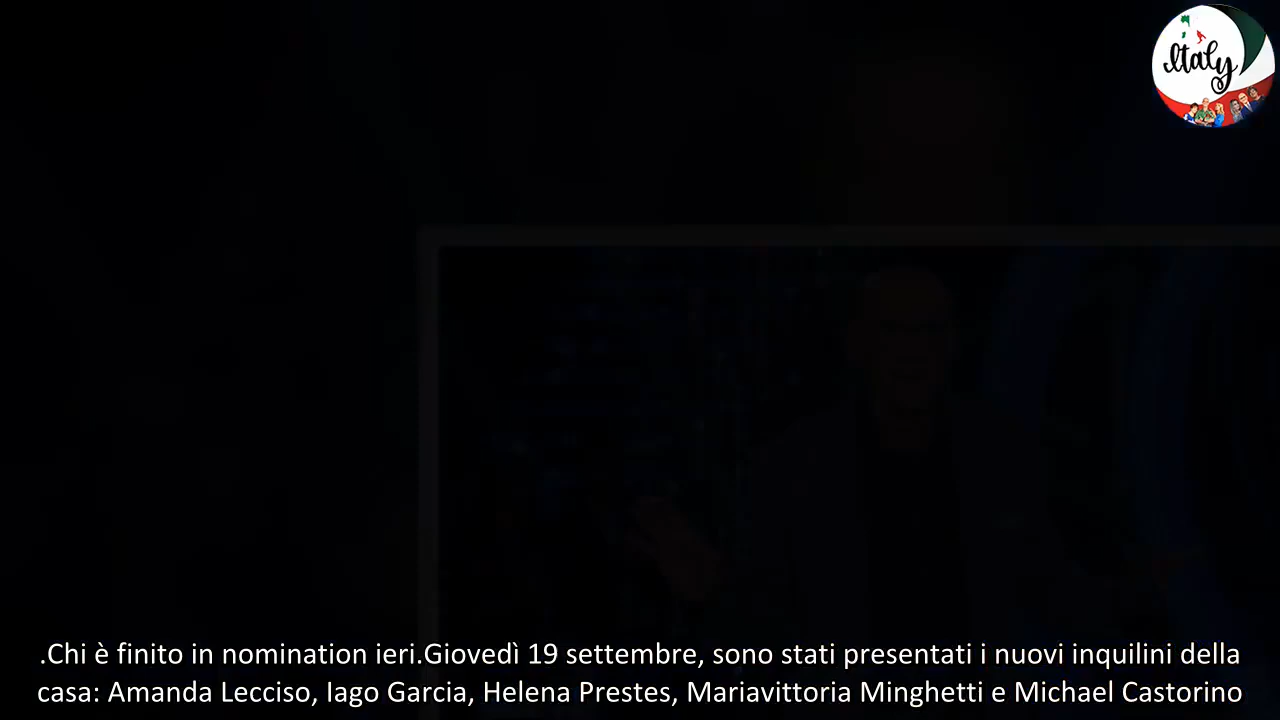 Italy
.Chi è finito in nomination ieri.Giovedì 19 settembre, sono stati presentati i nuovi inquilini della
casa: Amanda Lecciso, Iago Garcia, Helena Prestes, Mariavittoria Minghetti e Michael Castorino